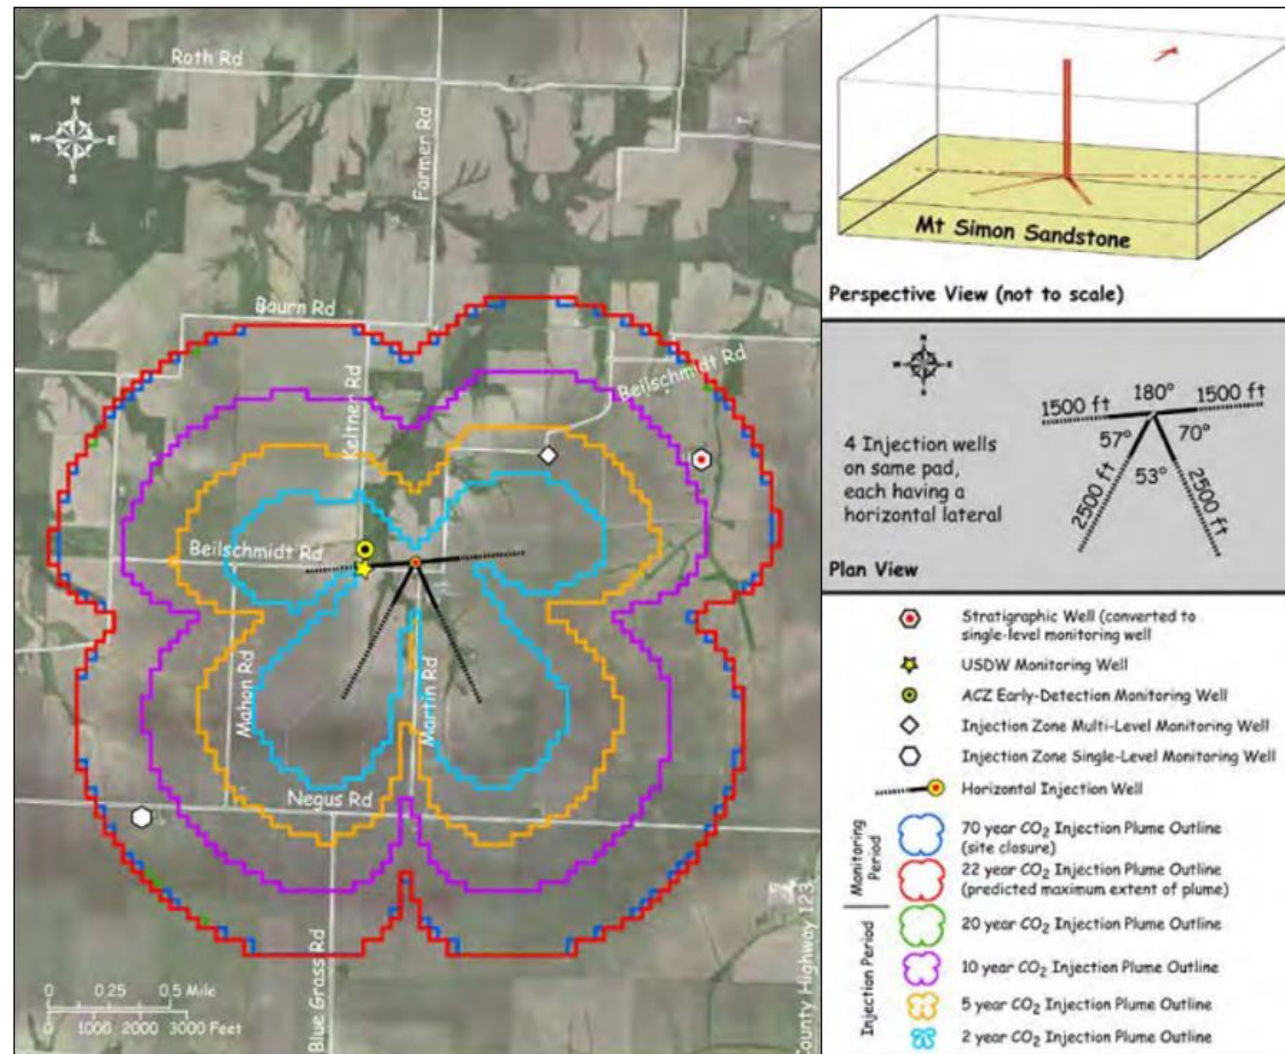 Roth Rd
N
W
E
S
Farmer Rd
Bourn Rd
Keltner Rd
Beilschmidt Rd
Beilschmidt Rd
Mahon Rd
Martin Rd
Negus Rd
Blue Grass Rd
County Highway 123
0 0.25 0.5 Mile
0 1000 2000 3000 Feet
Mt Simon Sandstone
Perspective View (not to scale)
N
W
E
S
4 Injection wells
on same pad,
each having a
horizontal lateral
1500 ft
180°
1500 ft
57°
70°
53°
2500 ft
2500 ft
Plan View
Stratigraphic Well (converted to
single-level monitoring well
USDW Monitoring Well
ACZ Early-Detection Monitoring Well
Injection Zone Multi-Level Monitoring Well
Injection Zone Single-Level Monitoring Well
Horizontal Injection Well
Monitoring
Period
70 year CO₂ Injection Plume Outline
(site closure)
22 year CO₂ Injection Plume Outline
(predicted maximum extent of plume)
Injection Period
20 year CO₂ Injection Plume Outline
10 year CO₂ Injection Plume Outline
5 year CO₂ Injection Plume Outline
2 year CO₂ Injection Plume Outline